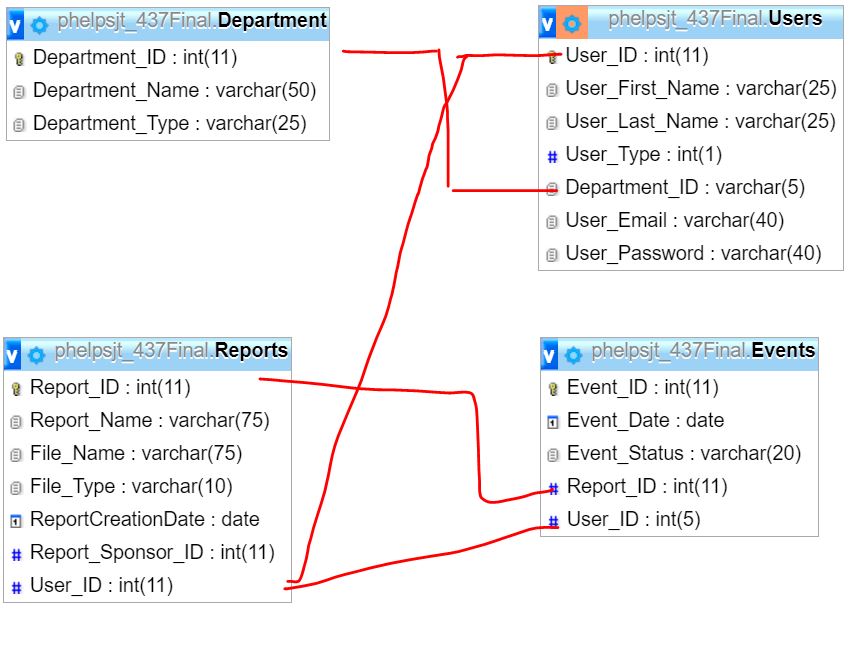 phelpsjt_437Final.Department
Department_ID : int(11)
Department_Name : varchar(50)
Department_Type : varchar(25)
phelpsjt_437Final.Users
User_ID : int(11)
User_First_Name : varchar(25)
User_Last_Name : varchar(25)
User_Type : int(1)
Department_ID : varchar(5)
User_Email : varchar(40)
User_Password : varchar(40)
phelpsjt_437Final.Reports
Report_ID : int(11)
Report_Name : varchar(75)
File_Name : varchar(75)
File_Type : varchar(10)
ReportCreationDate : date
Report_Sponsor_ID : int(11)
User_ID : int(11)
phelpsjt_437Final.Events
Event_ID : int(11)
Event_Date : date
Event_Status : varchar(20)
Report_ID : int(11)
User_ID : int(5)